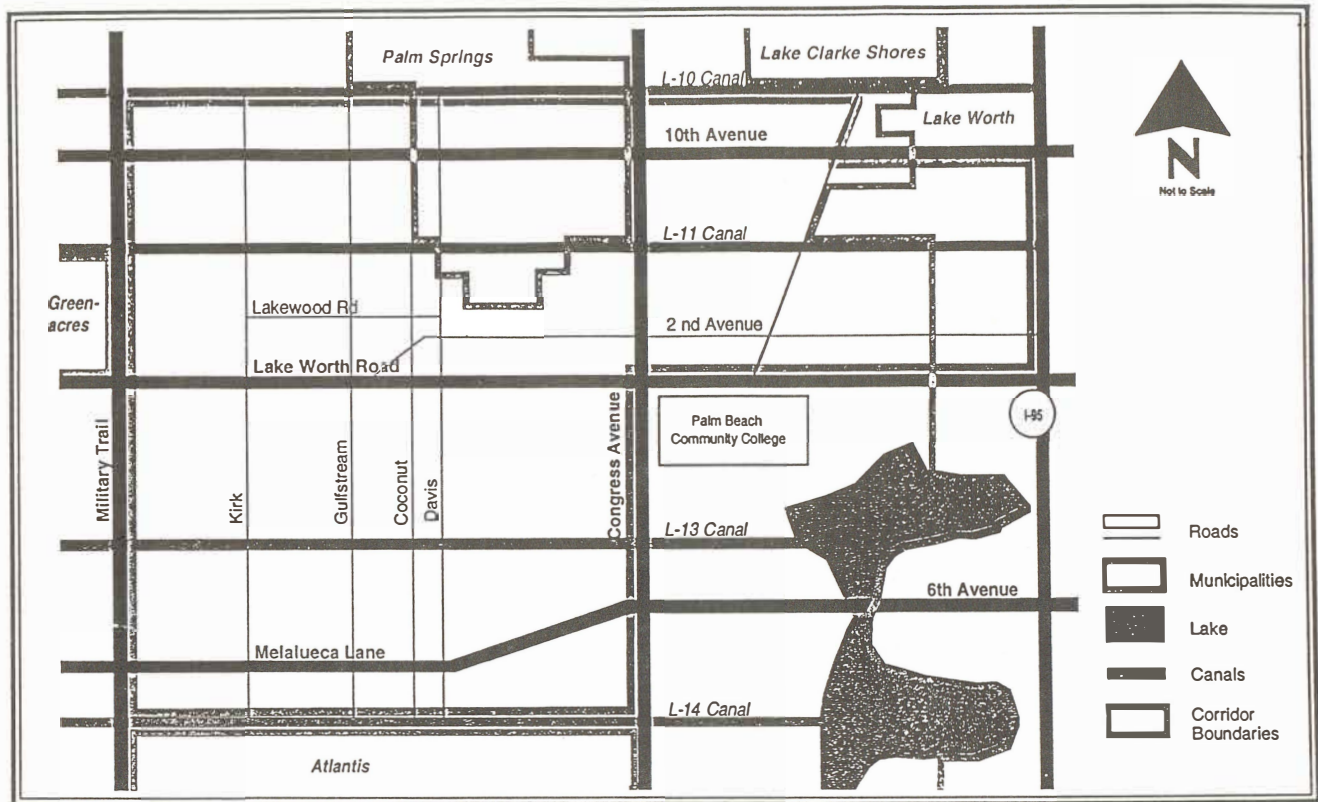 Palm Springs
Lake Clarke Shores
L-10 Canal
Lake Worth
10th Avenue
N
Not to Scale
L-11 Canal
Green-
acres
Lakewood Rd
2 nd Avenue
Lake Worth Road
Palm Beach
Community College
I-95
Military Trail
Kirk
Gulfstream
Coconut
Davis
Congress Avenue
L-13 Canal
6th Avenue
Melalueca Lane
L-14 Canal
Atlantis
Roads
Municipalities
Lake
Canals
Corridor
Boundaries